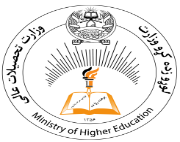 وزارت تحصیلات عالی
د لوړو زده کړو وزارت
Ministry of Higher Education